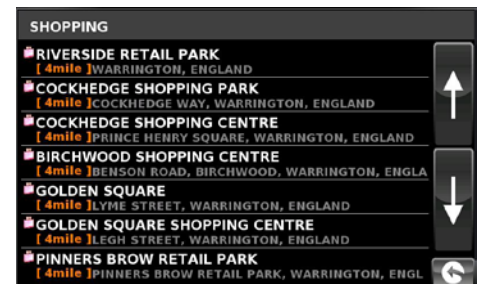 SHOPPING
RIVERSIDE RETAIL PARK
[ 4mile ]WARRINGTON, ENGLAND
COCKHEDGE SHOPPING PARK
[ 4mile ]COCKHEDGE WAY, WARRINGTON, ENGLAND
COCKHEDGE SHOPPING CENTRE
[ 4mile ]PRINCE HENRY SQUARE, WARRINGTON, ENGLAND
BIRCHWOOD SHOPPING CENTRE
[ 4mile ]BENSON ROAD, BIRCHWOOD, WARRINGTON, ENGLA
GOLDEN SQUARE
[ 4mile ]LYME STREET, WARRINGTON, ENGLAND
GOLDEN SQUARE SHOPPING CENTRE
[ 4mile ]LEGH STREET, WARRINGTON, ENGLAND
PINNERS BROW RETAIL PARK
[ 4mile ]PINNERS BROW RETAIL PARK, WARRINGTON, ENGL